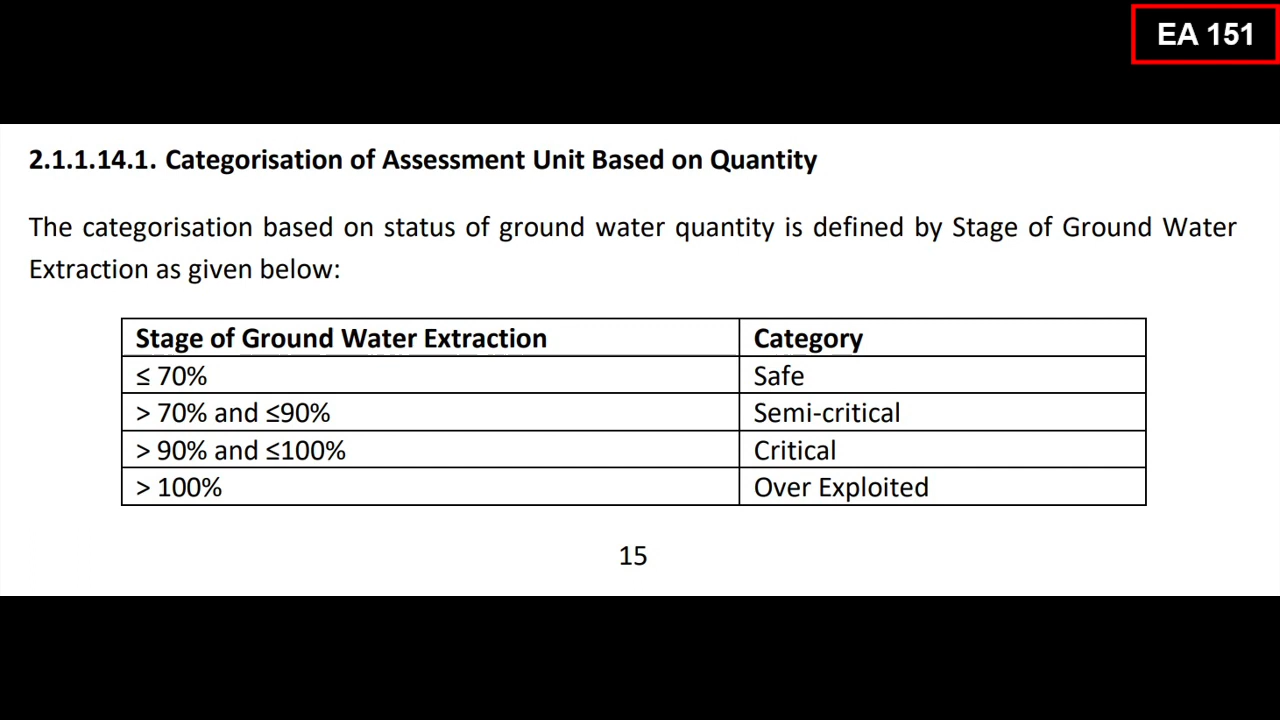 EA 151
2.1.1.14.1. Categorisation of Assessment Unit Based on Quantity
The categorisation based on status of ground water quantity is defined by Stage of Ground Water
Extraction as given below:
Stage of Ground Water Extraction Category
≤ 70% Safe
> 70% and ≤90% Semi-critical
> 90% and ≤100% Critical
> 100% Over Exploited
15